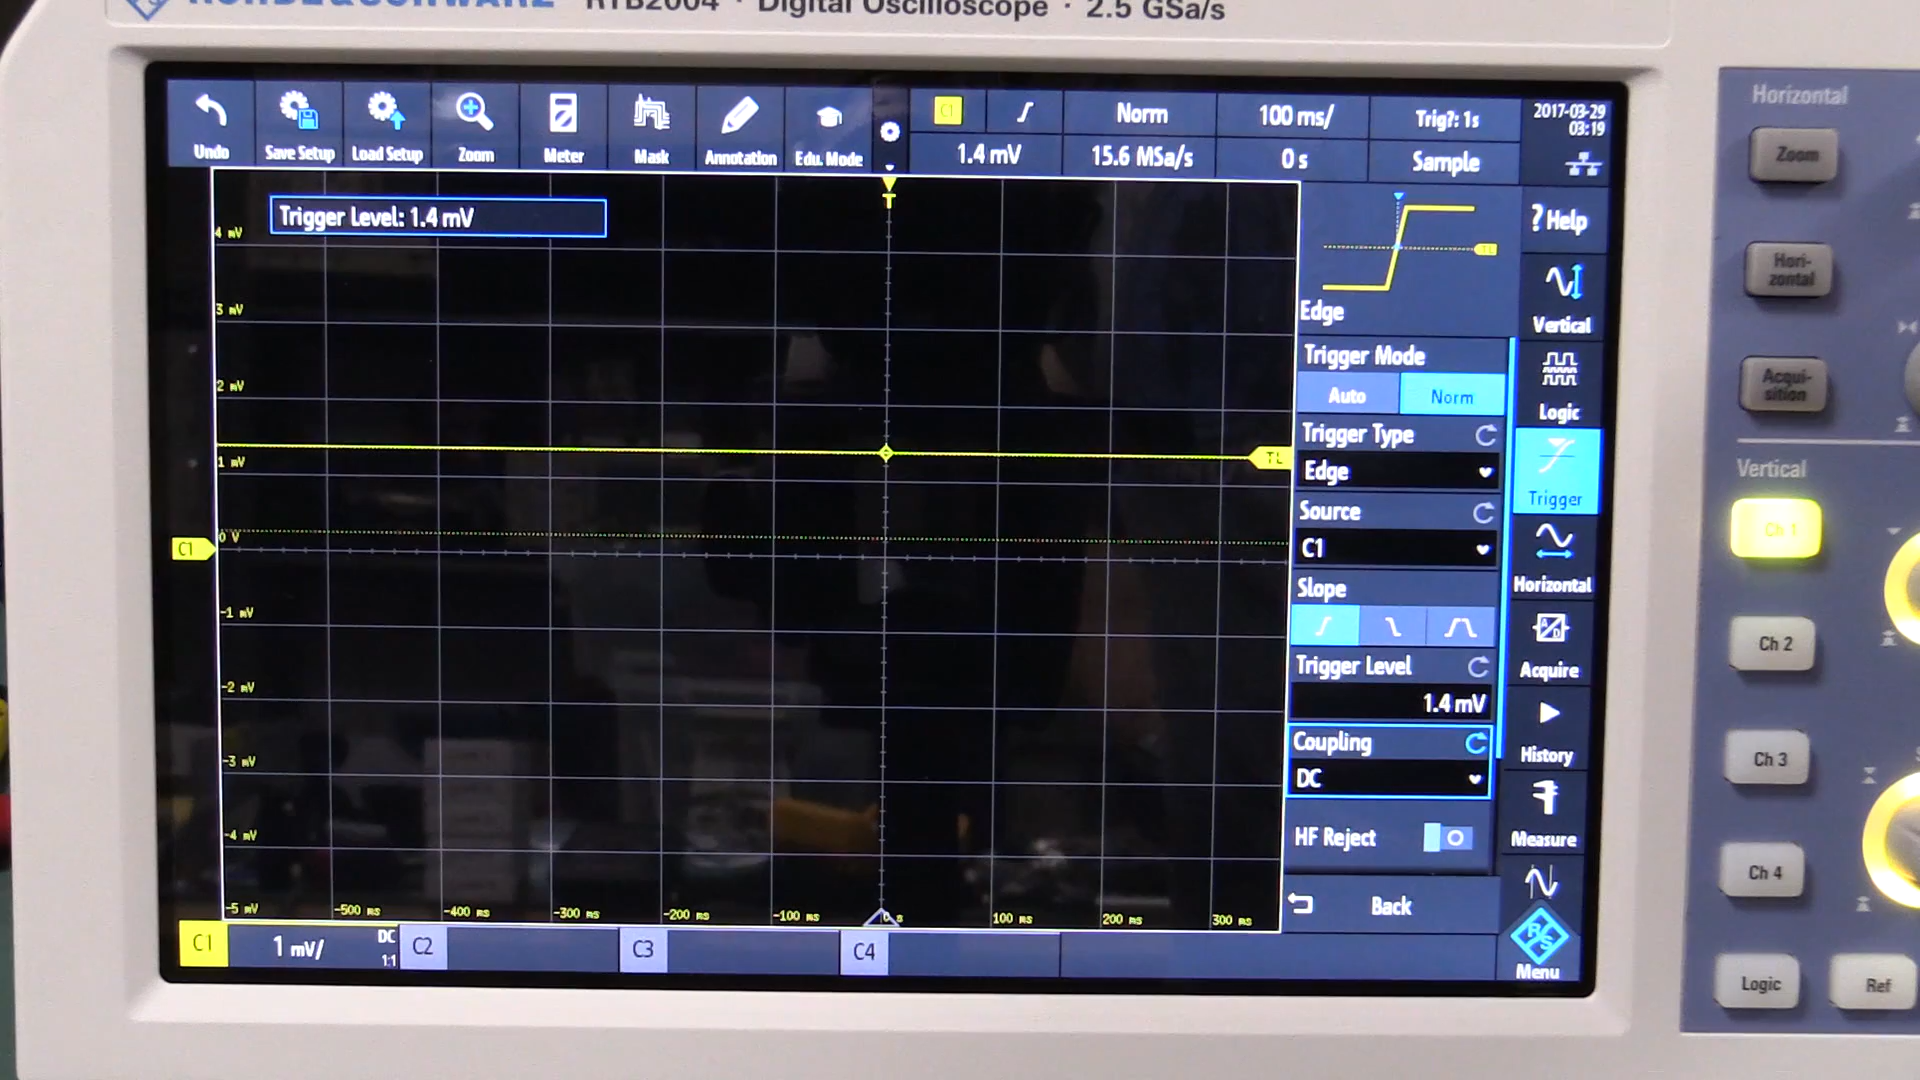 ROHDE&SCHWARZ RTB2004 · Digital Oscilloscope · 2.5 GSa/s
Undo
Save Setup
Load Setup
Zoom
Meter
Mask
Annotation
Edu. Mode
C1
Norm
100 ms/
Trig?: 1s
2017-03-29
03:19
1.4 mV
15.6 MSa/s
0 s
Sample
T
Trigger Level: 1.4 mV
4 mV
3 mV
2 mV
1 mV
0 V
-1 mV
-2 mV
-3 mV
-4 mV
-5 mV
-500 ms
-400 ms
-300 ms
-200 ms
-100 ms
0 s
100 ms
200 ms
300 ms
C1
TL
TL
Edge
Trigger Mode
Auto
Norm
Trigger Type
Edge
Source
C1
Slope
Trigger Level
1.4 mV
Coupling
DC
HF Reject
Back
? Help
Vertical
Logic
Trigger
Horizontal
Acquire
History
Measure
R/S
Menu
C1
1 mV/
DC
1:1
C2
C3
C4
Horizontal
Zoom
Hori-
zontal
Acqui-
sition
Vertical
Ch 1
Ch 2
Ch 3
Ch 4
Logic
Ref